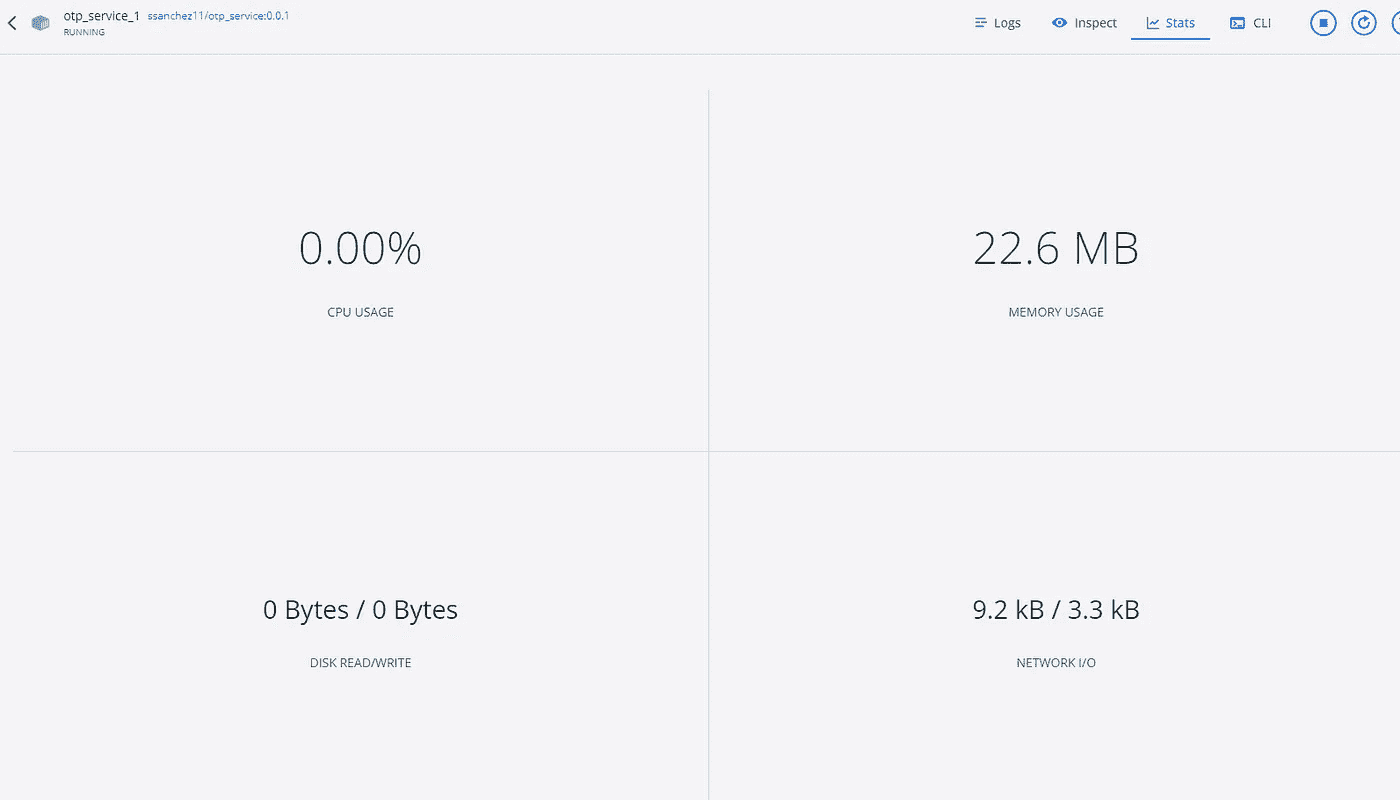 otp_service_1 ssanchez11/otp_service:0.0.1
RUNNING
Logs Inspect Stats CLI
0.00%
CPU USAGE
22.6 MB
MEMORY USAGE
0 Bytes / 0 Bytes
DISK READ/WRITE
9.2 kB / 3.3 kB
NETWORK I/O